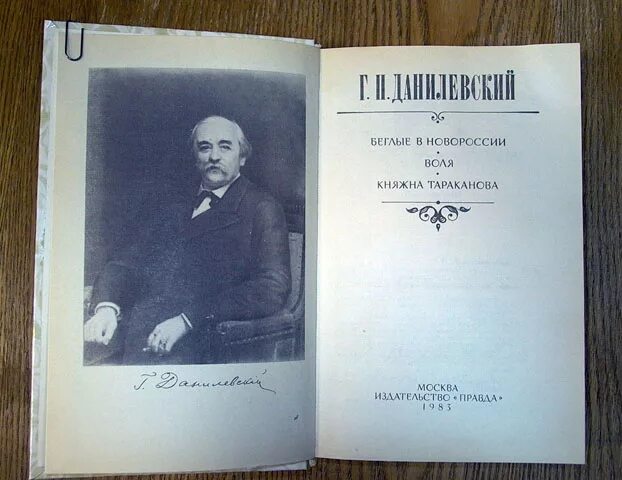 Г. Данилевский
Г. П. ДАНИЛЕВСКИЙ
БЕГЛЫЕ В НОВОРОССИИ
ВОЛЯ
КНЯЖНА ТАРАКАНОВА
МОСКВА
ИЗДАТЕЛЬСТВО «ПРАВДА»
1983